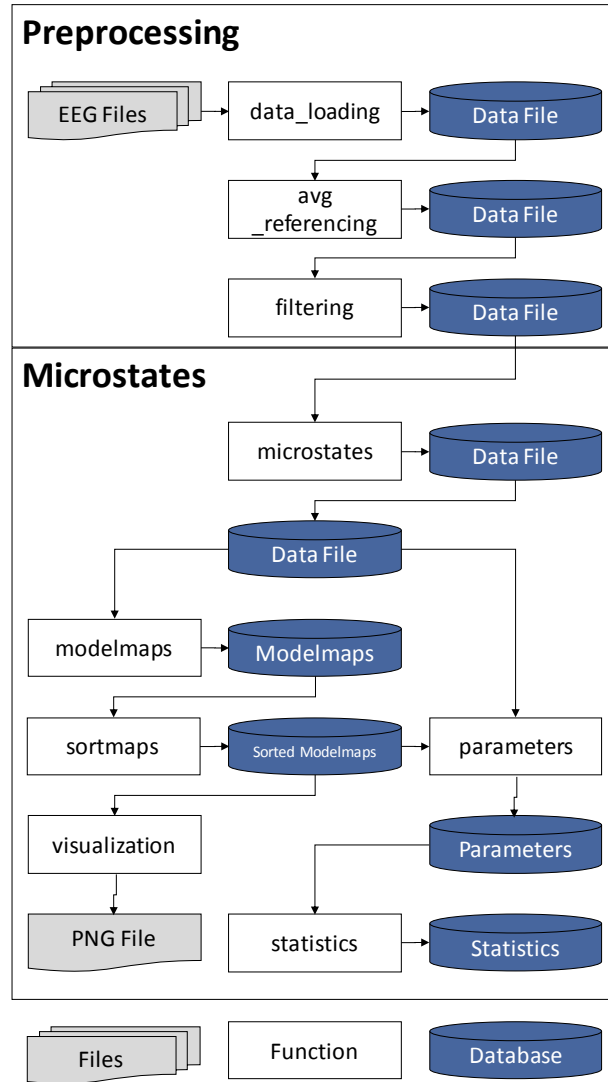 Preprocessing
EEG Files
data_loading
Data File
avg
_referencing
Data File
filtering
Data File
Microstates
microstates
Data File
Data File
modelmaps
Modelmaps
sortmaps
Sorted Modelmaps
parameters
visualization
Parameters
PNG File
statistics
Statistics
Files
Function
Database